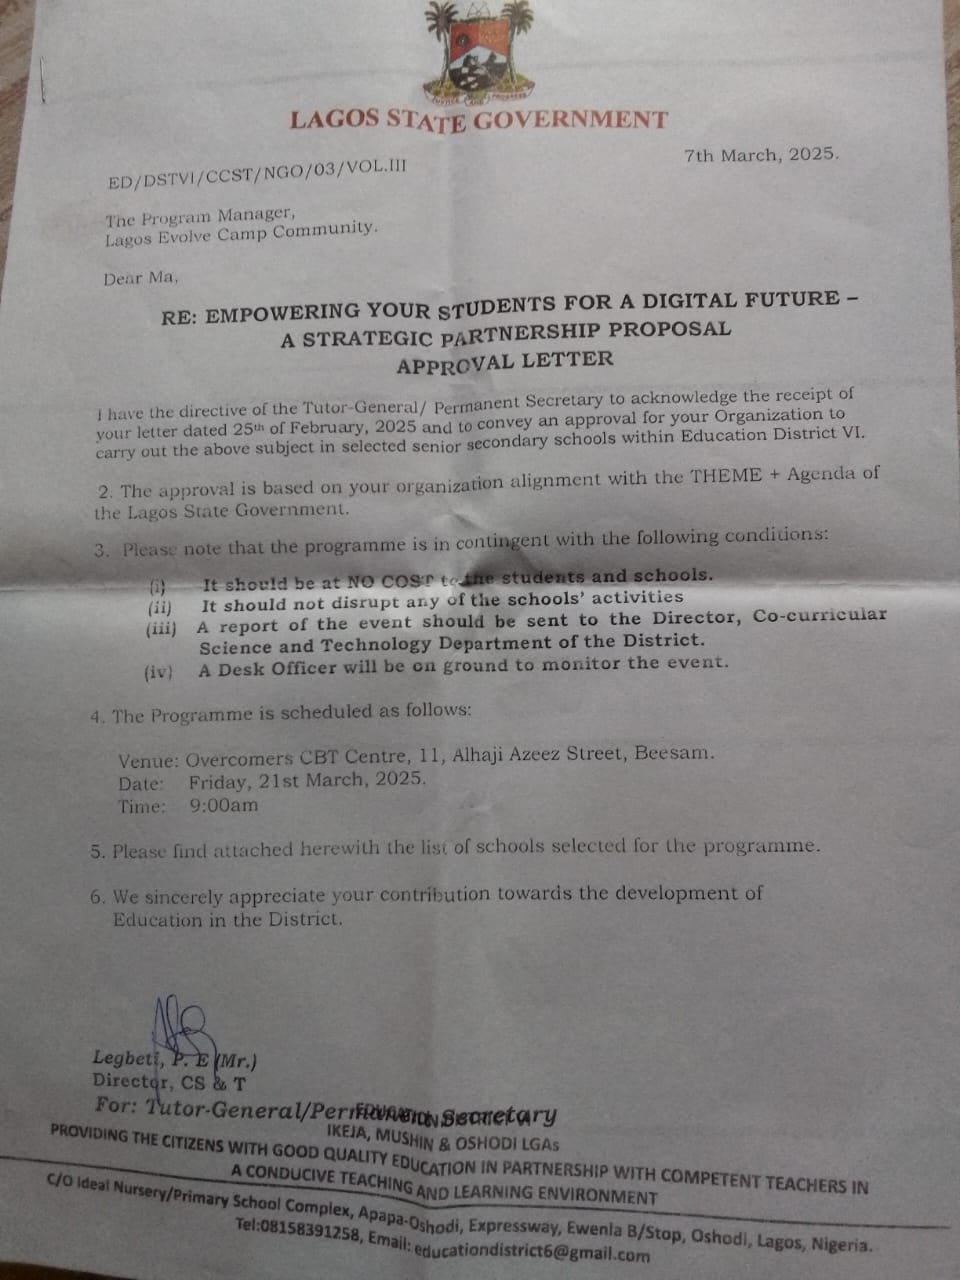 LAGOS STATE GOVERNMENT
7th March, 2025.
ED/DSTVI/CCST/NGO/03/VOL.III
The Program Manager,
Lagos Evolve Camp Community.
Dear Ma,
RE: EMPOWERING YOUR STUDENTS FOR A DIGITAL FUTURE –
A STRATEGIC PARTNERSHIP PROPOSAL
APPROVAL LETTER
I have the directive of the Tutor-General/ Permanent Secretary to acknowledge the receipt of
your letter dated 25th of February, 2025 and to convey an approval for your Organization to
carry out the above subject in selected senior secondary schools within Education District VI.
2. The approval is based on your organization alignment with the THEME + Agenda of
the Lagos State Government.
3. Please note that the programme is in contingent with the following conditions:
(i) It should be at NO COST to the students and schools.
(ii) It should not disrupt any of the schools' activities
(iii) A report of the event should be sent to the Director, Co-curricular
Science and Technology Department of the District.
(iv) A Desk Officer will be on ground to monitor the event.
4. The Programme is scheduled as follows:
Venue: Overcomers CBT Centre, 11, Alhaji Azeez Street, Beesam.
Date: Friday, 21st March, 2025.
Time: 9:00am
5. Please find attached herewith the list of schools selected for the programme.
6. We sincerely appreciate your contribution towards the development of
Education in the District.
Legbeti, P. E (Mr.)
Director, CS & T
For: Tutor-General/Permanent Secretary
IKEJA, MUSHIN & OSHODI LGAs
PROVIDING THE CITIZENS WITH GOOD QUALITY EDUCATION IN PARTNERSHIP WITH COMPETENT TEACHERS IN
A CONDUCIVE TEACHING AND LEARNING ENVIRONMENT
C/O Ideal Nursery/Primary School Complex, Apapa-Oshodi, Expressway, Ewenla B/Stop, Oshodi, Lagos, Nigeria.
Tel:08158391258, Email: educationdistrict6@gmail.com